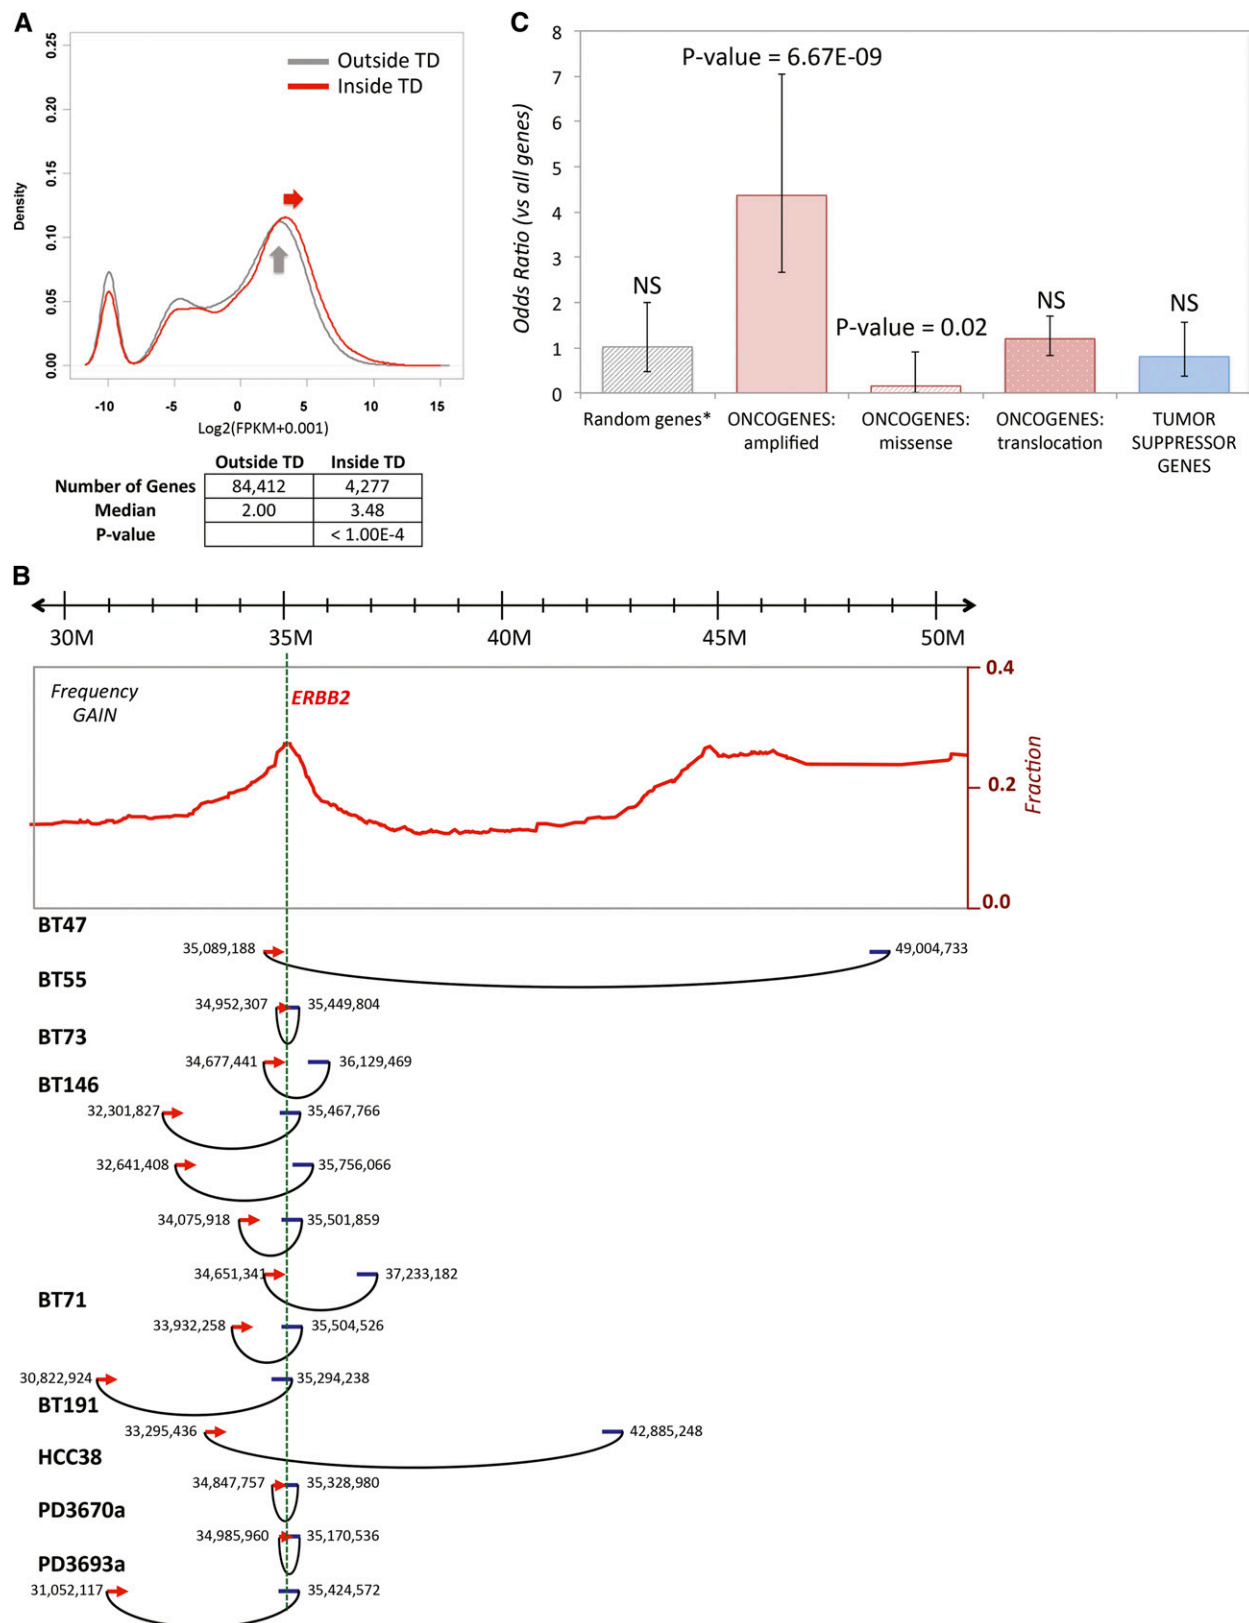 A
0.25
0.20
0.15
0.10
0.05
0.00
Density
Outside TD
Inside TD
-10
-5
0
5
10
15
Log2(FPKM+0.001)
Outside TD Inside TD
Number of Genes 84,412 4,277
Median 2.00 3.48
P-value < 1.00E-4
C
8
7
6
5
4
3
2
1
0
Odds Ratio (vs all genes)
P-value = 6.67E-09
NS
P-value = 0.02
NS
NS
Random genes*
ONCOGENES:
amplified
ONCOGENES:
missense
ONCOGENES:
translocation
TUMOR
SUPPRESSOR
GENES
B
30M 35M 40M 45M 50M
Frequency
GAIN
ERBB2
0.4
0.2
0.0
Fraction
BT47
35,089,188 49,004,733
BT55
34,952,307 35,449,804
BT73
34,677,441 36,129,469
BT146
32,301,827 35,467,766
32,641,408 35,756,066
34,075,918 35,501,859
34,651,341 37,233,182
BT71
33,932,258 35,504,526
30,822,924 35,294,238
BT191
33,295,436 42,885,248
HCC38
34,847,757 35,328,980
PD3670a
34,985,960 35,170,536
PD3693a
31,052,117 35,424,572